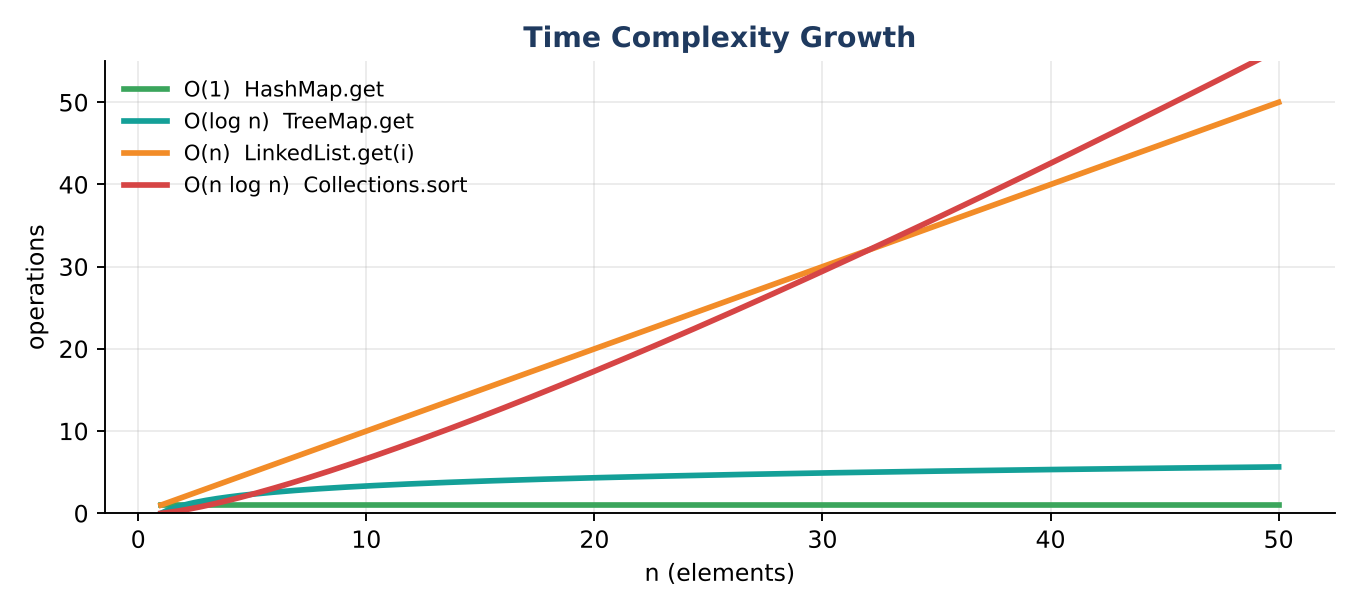 Time Complexity Growth
O(1)  HashMap.get
O(log n)  TreeMap.get
O(n)  LinkedList.get(i)
O(n log n)  Collections.sort
operations
50
40
30
20
10
0
0 10 20 30 40 50
n (elements)